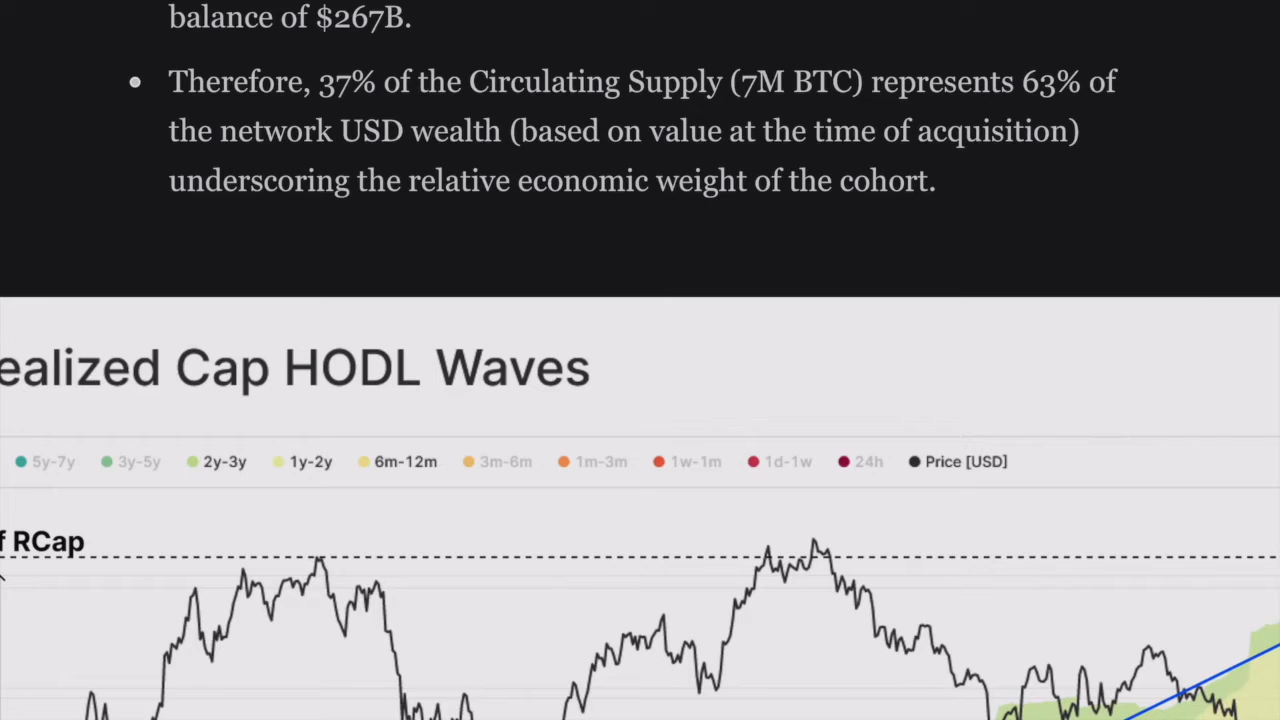 balance of $267B.
Therefore, 37% of the Circulating Supply (7M BTC) represents 63% of
the network USD wealth (based on value at the time of acquisition)
underscoring the relative economic weight of the cohort.
ealized Cap HODL Waves
5y-7y 3y-5y 2y-3y 1y-2y 6m-12m 3m-6m 1m-3m 1w-1m 1d-1w 24h Price [USD]
f RCap